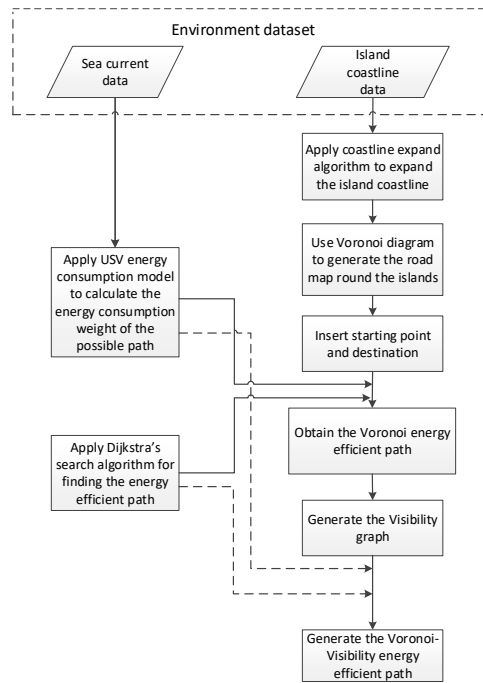 Environment dataset
Sea current
data
Island
coastline
data
Apply coastline expand
algorithm to expand
the island coastline
Use Voronoi diagram
to generate the road
map round the islands
Apply USV energy
consumption model
to calculate the
energy consumption
weight of the
possible path
Insert starting point
and destination
Obtain the Voronoi energy
efficient path
Apply Dijkstra's
search algorithm for
finding the energy
efficient path
Generate the Visibility
graph
Generate the Voronoi-
Visibility energy
efficient path